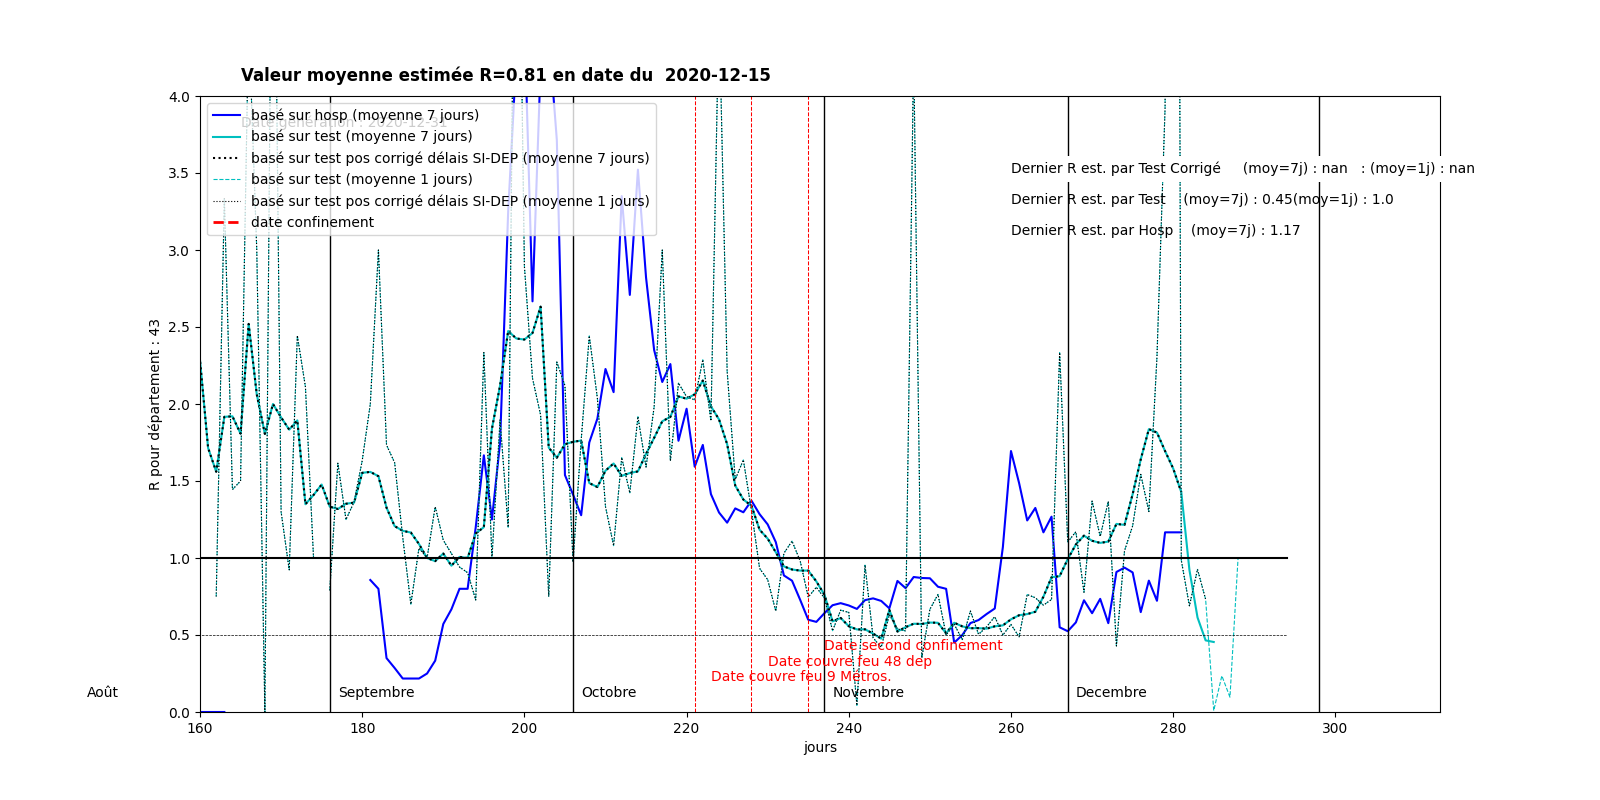 Valeur moyenne estimée R=0.81 en date du  2020-12-15
Date génération : 2020-12-31
basé sur hosp (moyenne 7 jours)
basé sur test (moyenne 7 jours)
basé sur test pos corrigé délais SI-DEP (moyenne 7 jours)
basé sur test (moyenne 1 jours)
basé sur test pos corrigé délais SI-DEP (moyenne 1 jours)
date confinement
Dernier R est. par Test Corrigé     (moy=7j) : nan   : (moy=1j) : nan
Dernier R est. par Test    (moy=7j) : 0.45(moy=1j) : 1.0
Dernier R est. par Hosp    (moy=7j) : 1.17
4.0
3.5
3.0
2.5
2.0
1.5
1.0
0.5
0.0
R pour département : 43
Date second confinement
Date couvre feu 48 dep
Date couvre feu 9 Métros.
Août
Septembre
Octobre
Novembre
Decembre
160
180
200
220
240
260
280
300
jours